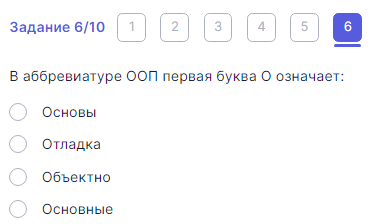 Задание 6/10 1 2 3 4 5 6
В аббревиатуре ООП первая буква О означает:
Основы
Отладка
Объектно
Основные